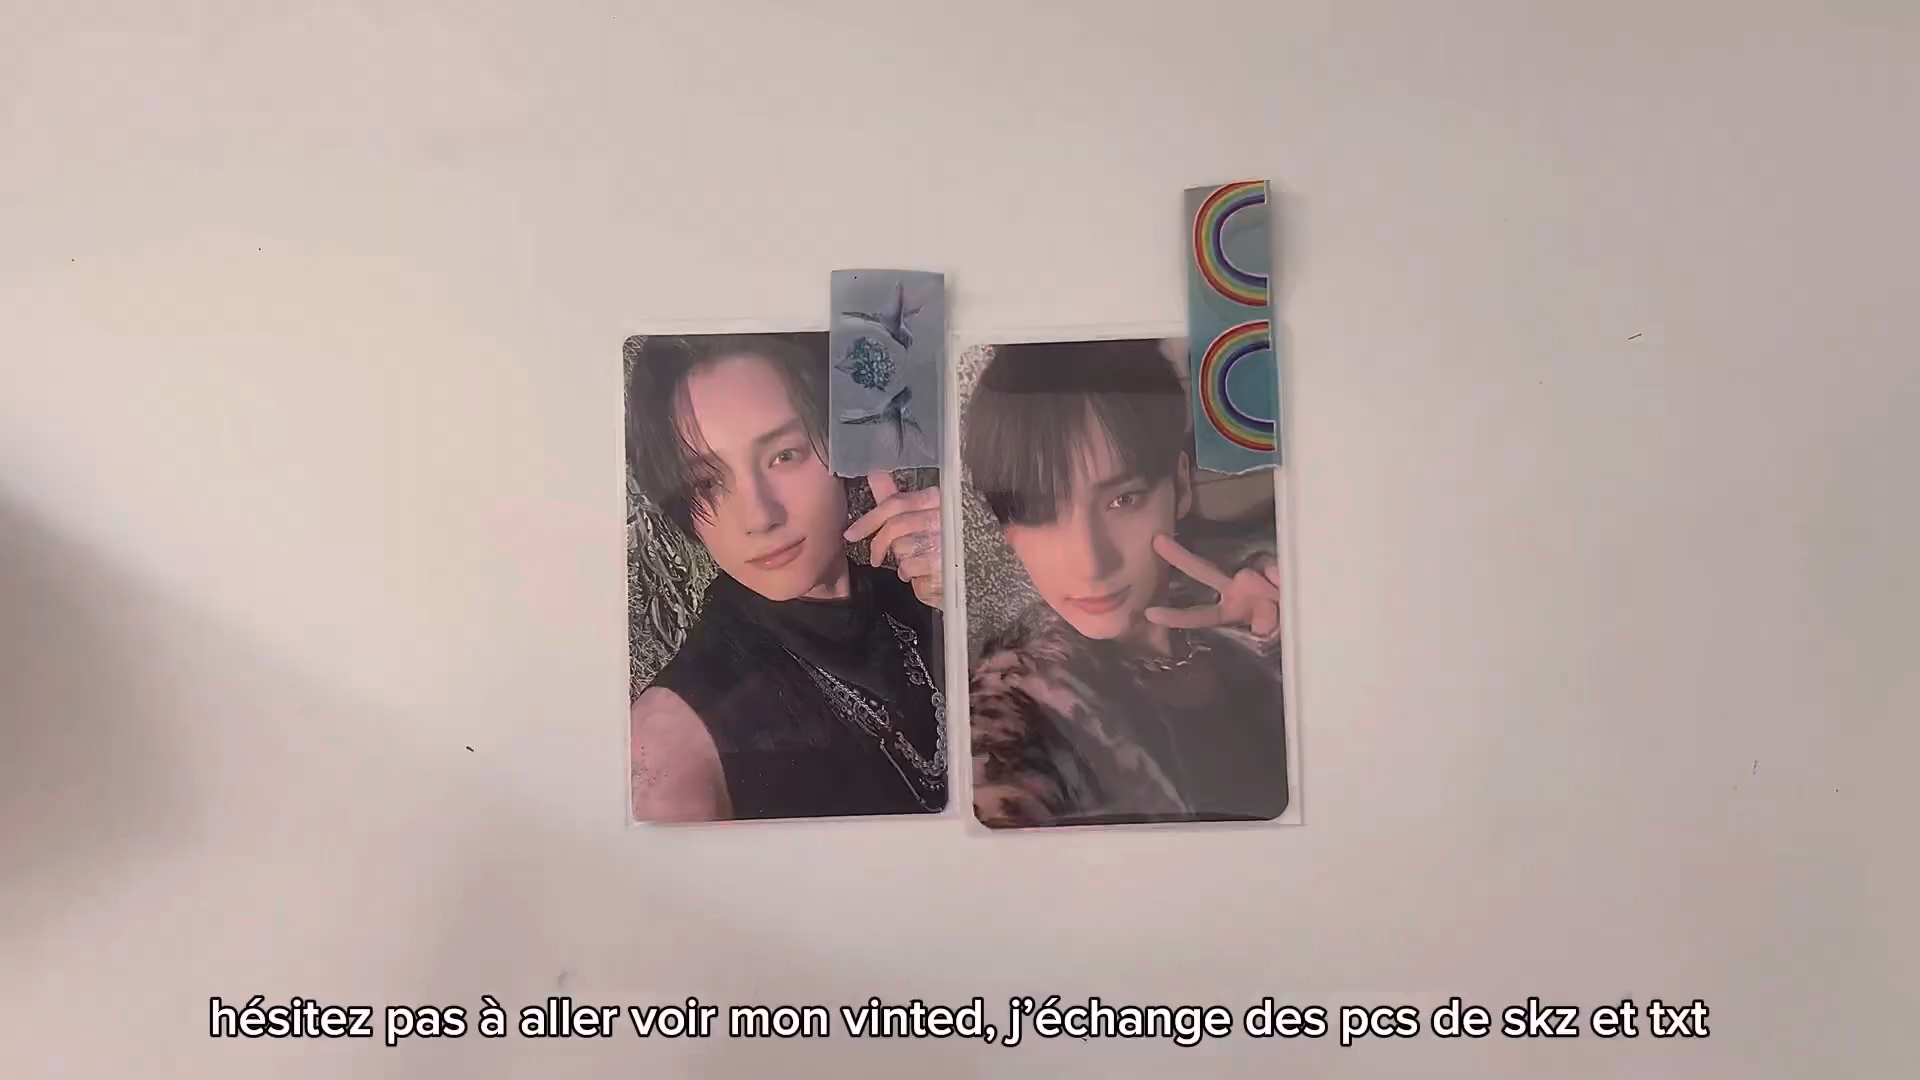 hésitez pas à aller voir mon vinted, j'échange des pcs de skz et txt